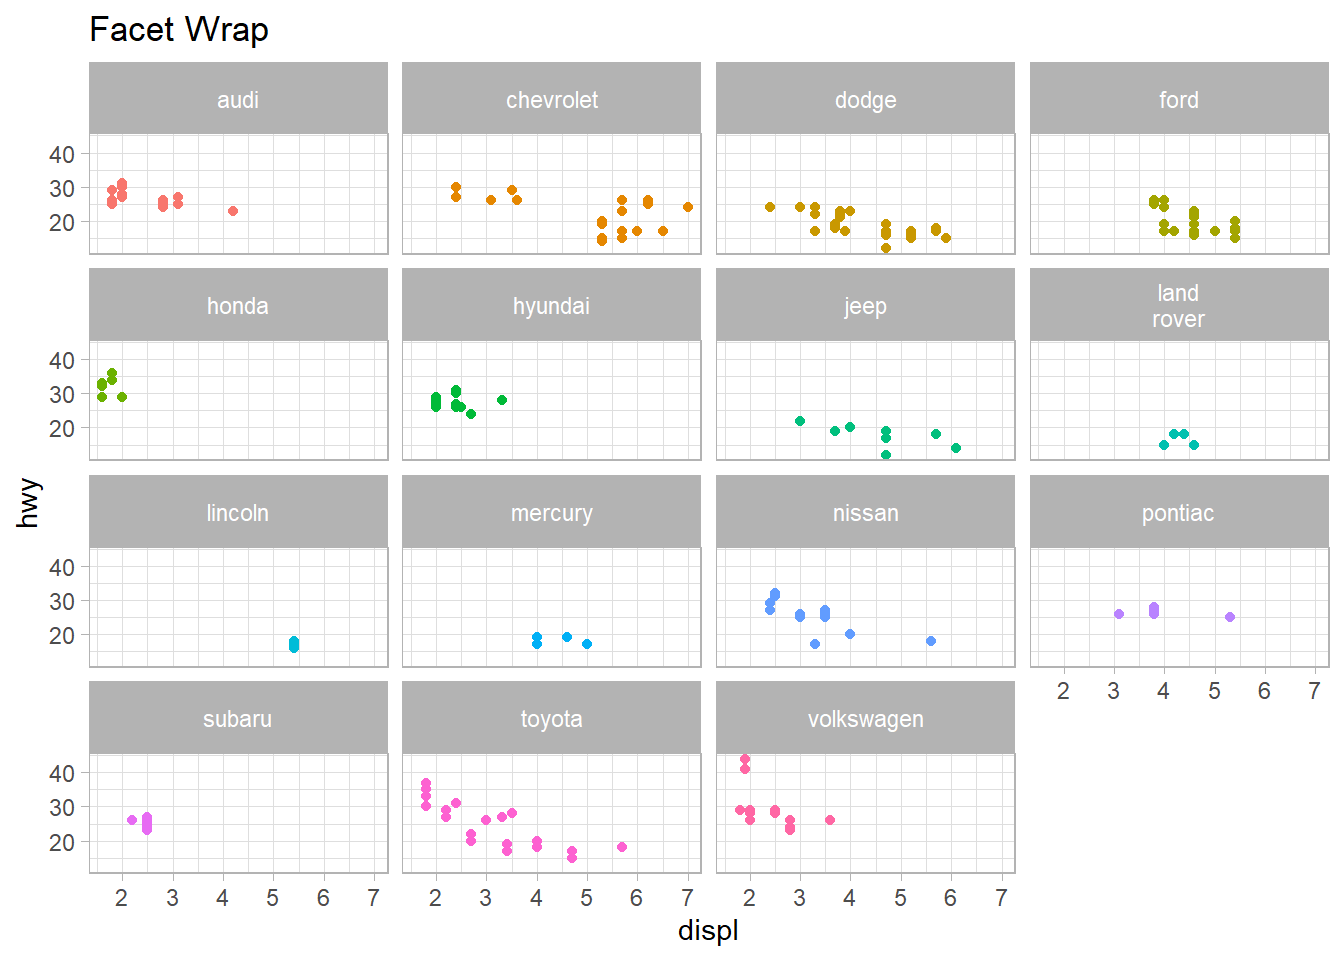 Facet Wrap
audi
chevrolet
dodge
ford
40
30
20
honda
hyundai
jeep
land
rover
40
30
20
hwy
lincoln
mercury
nissan
pontiac
40
30
20
2 3 4 5 6 7
subaru
toyota
volkswagen
40
30
20
2 3 4 5 6 7
2 3 4 5 6 7
2 3 4 5 6 7
displ